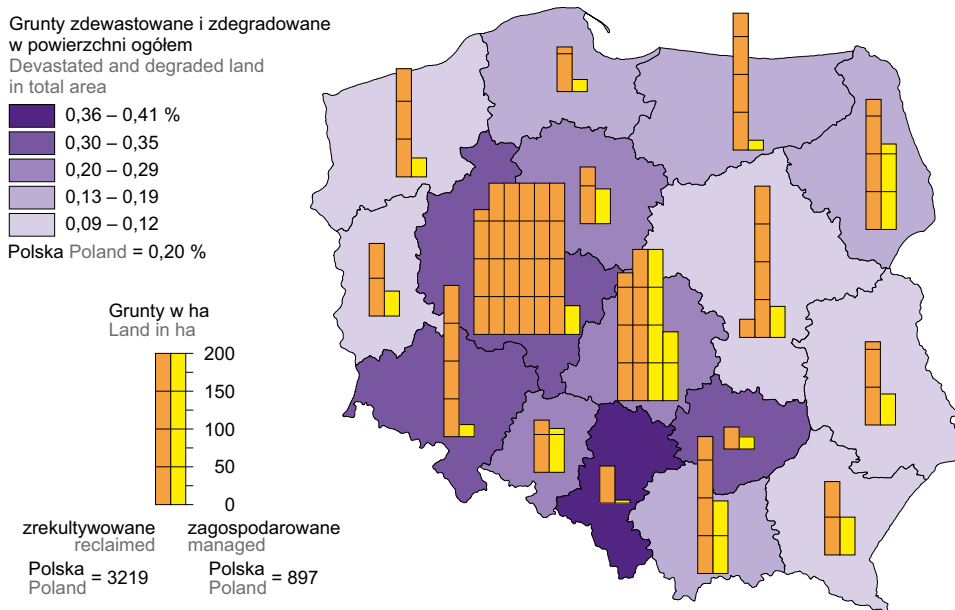 Grunty zdewastowane i zdegradowane
w powierzchni ogółem
Devastated and degraded land
in total area
0,36 – 0,41 %
0,30 – 0,35
0,20 – 0,29
0,13 – 0,19
0,09 – 0,12
Polska Poland = 0,20 %
Grunty w ha
Land in ha
200
150
100
50
0
zrekultywowane zagospodarowane
reclaimed managed
Polska Polska
Poland = 3219 Poland = 897